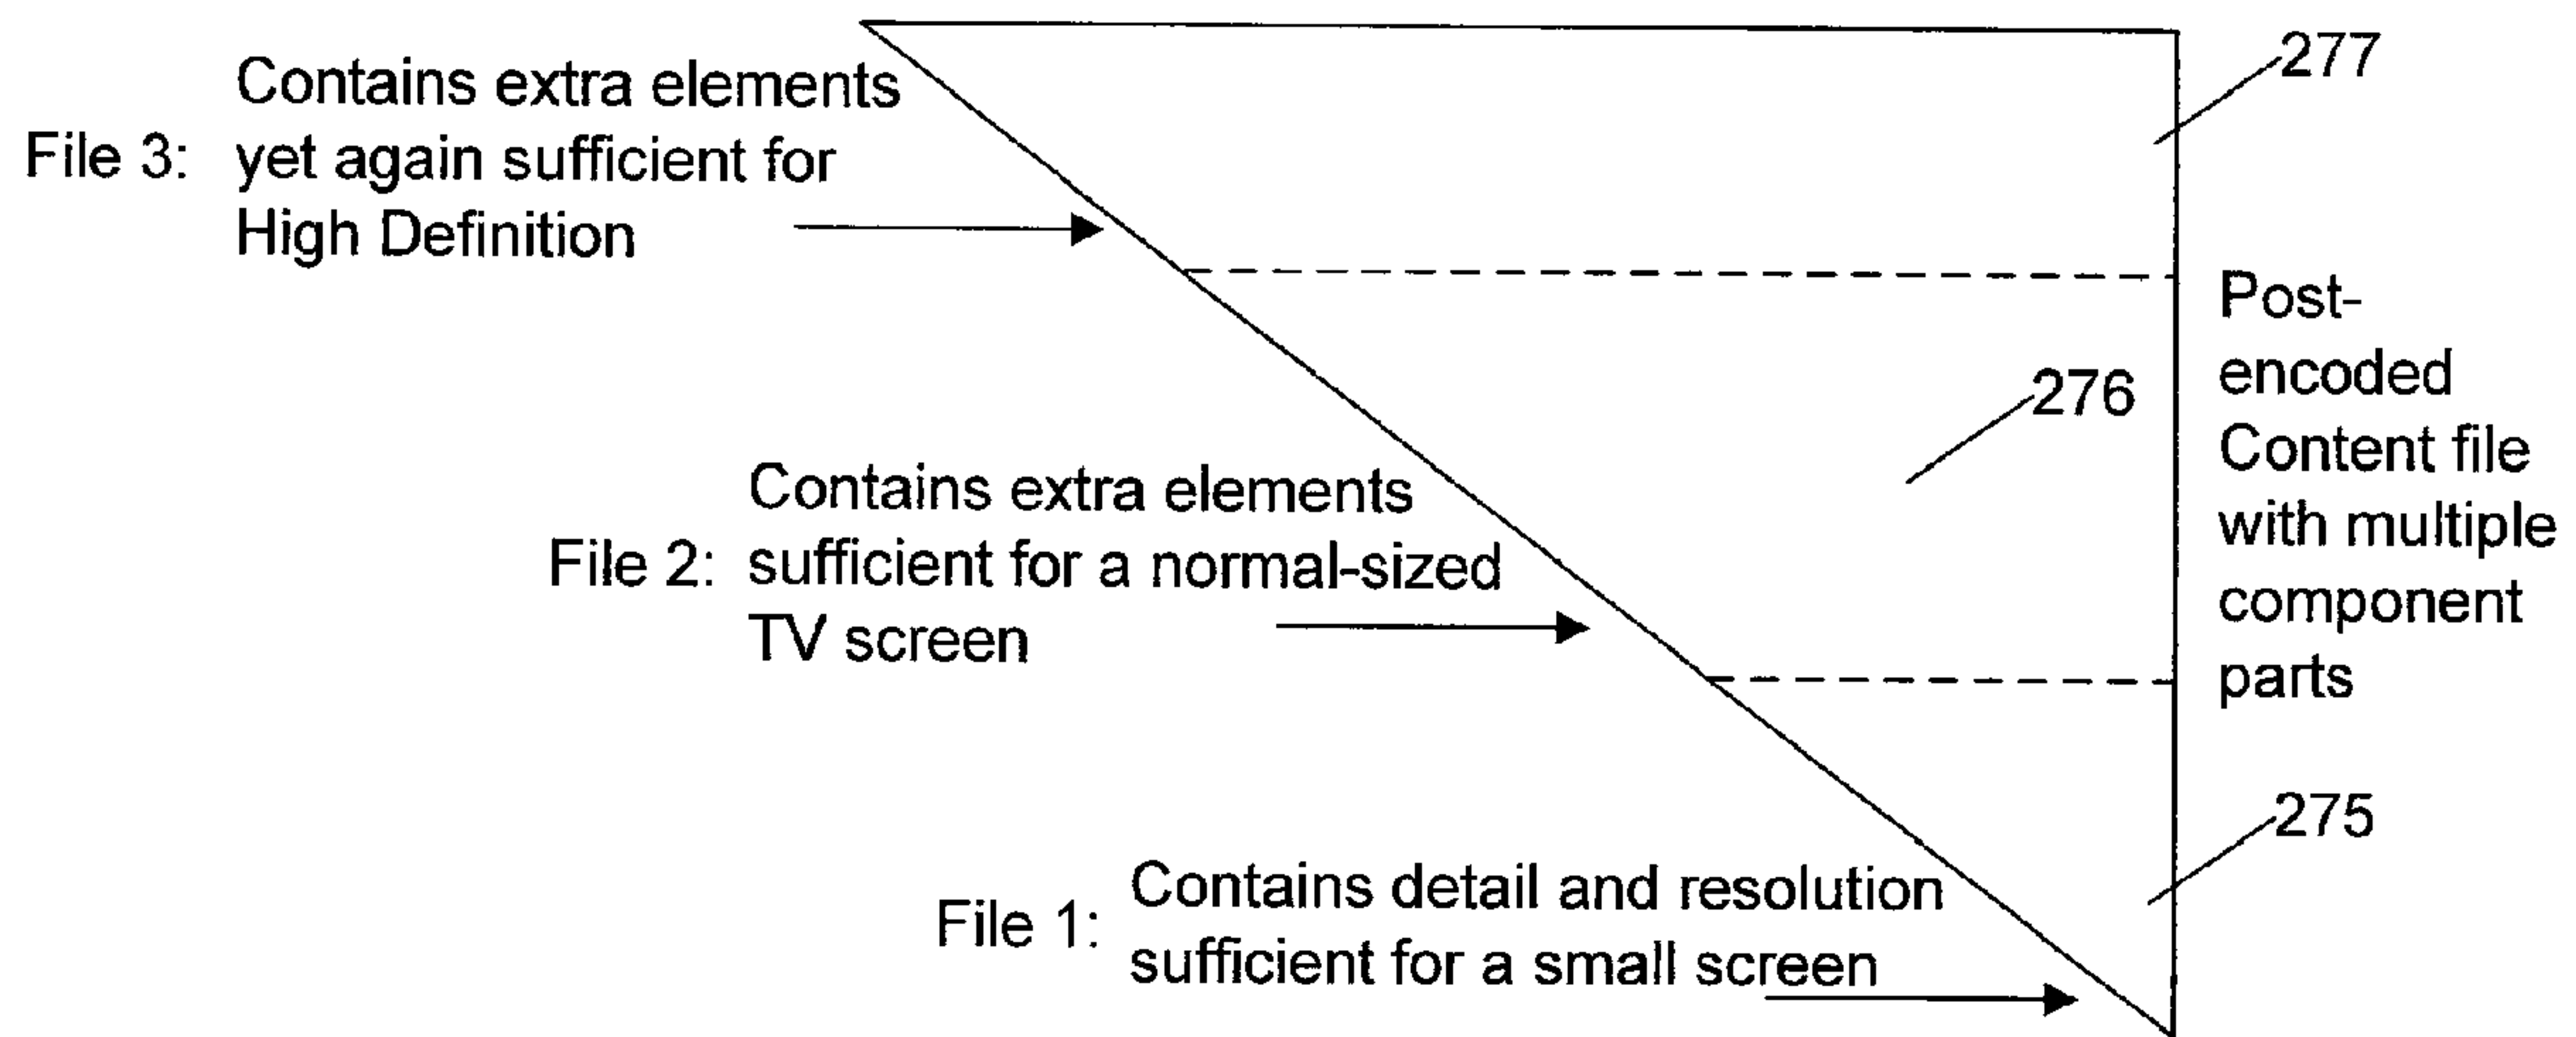 277
Contains extra elements
File 3: yet again sufficient for
High Definition
Post-
encoded
Content file
with multiple
component
parts
276
Contains extra elements
File 2: sufficient for a normal-sized
TV screen
275
Contains detail and resolution
File 1:
sufficient for a small screen